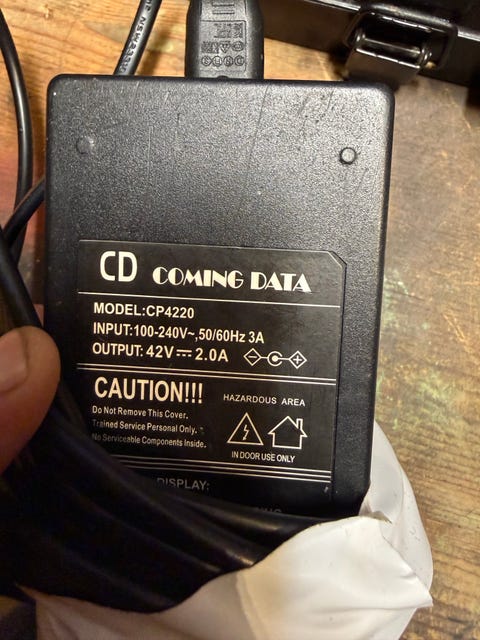 CD COMING DATA
MODEL:CP4220
INPUT:100-240V~,50/60Hz 3A
OUTPUT: 42V⎓2.0A
CAUTION!!!
HAZARDOUS AREA
Do Not Remove This Cover.
Trained Service Personal Only.
No Serviceable Components Inside.
IN DOOR USE ONLY
DISPLAY: